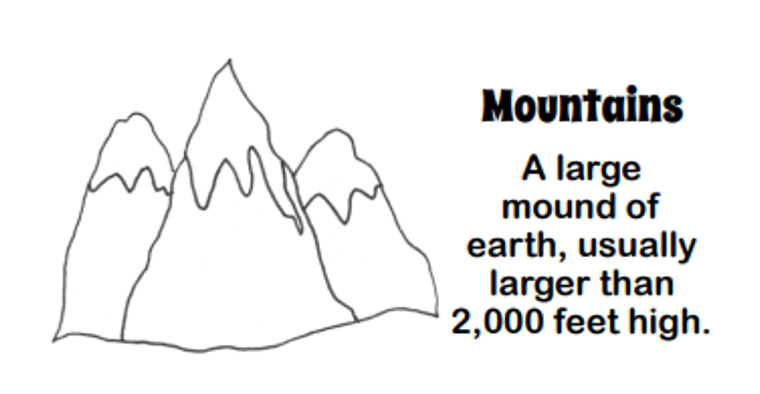 Mountains
A large
mound of
earth, usually
larger than
2,000 feet high.